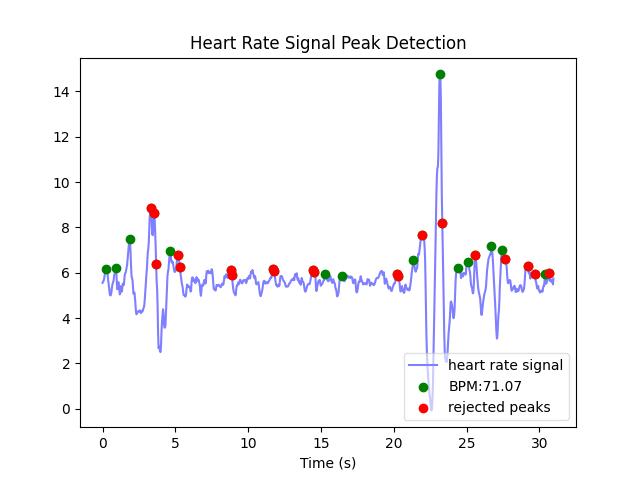 Heart Rate Signal Peak Detection
14
12
10
8
6
4
2
0
heart rate signal
BPM:71.07
rejected peaks
0 5 10 15 20 25 30
Time (s)